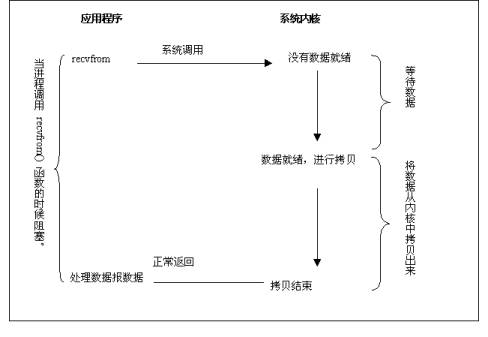 应用程序
系统内核
recvfrom
系统调用
没有数据就绪
当进程调用 recvfrom() 函数的时候阻塞。
等待数据
数据就绪，进行拷贝
将数据从内核中拷贝出来
正常返回
处理数据报数据
拷贝结束